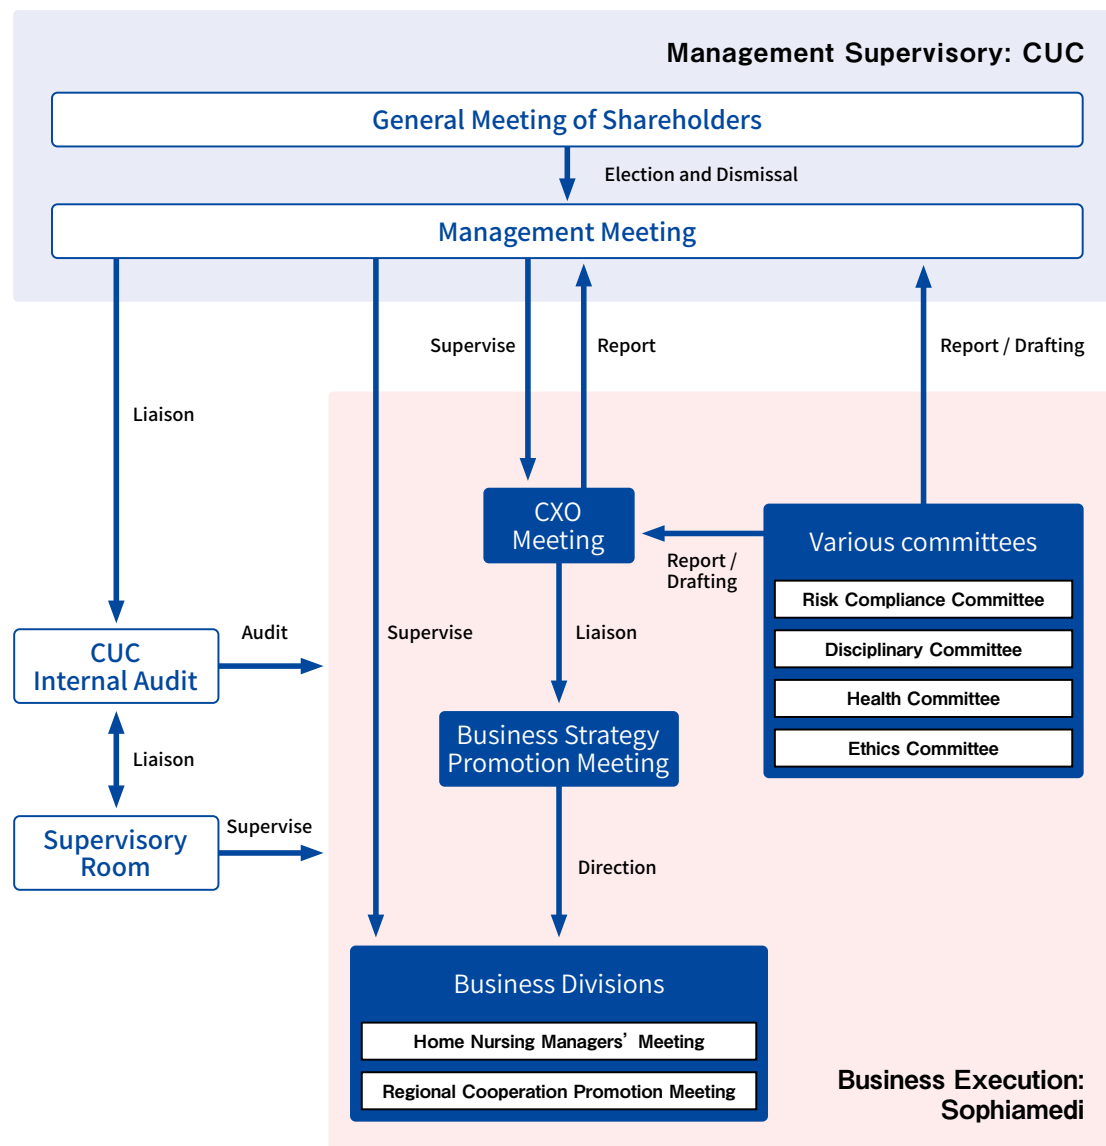 Management Supervisory: CUC
General Meeting of Shareholders
Election and Dismissal
Management Meeting
Supervise
Report
Report / Drafting
Liaison
CXO
Meeting
Report /
Drafting
Various committees
Risk Compliance Committee
Disciplinary Committee
Health Committee
Ethics Committee
CUC
Internal Audit
Audit
Supervise
Liaison
Business Strategy
Promotion Meeting
Liaison
Supervisory
Room
Supervise
Direction
Business Divisions
Home Nursing Managers’ Meeting
Regional Cooperation Promotion Meeting
Business Execution:
Sophiamedi